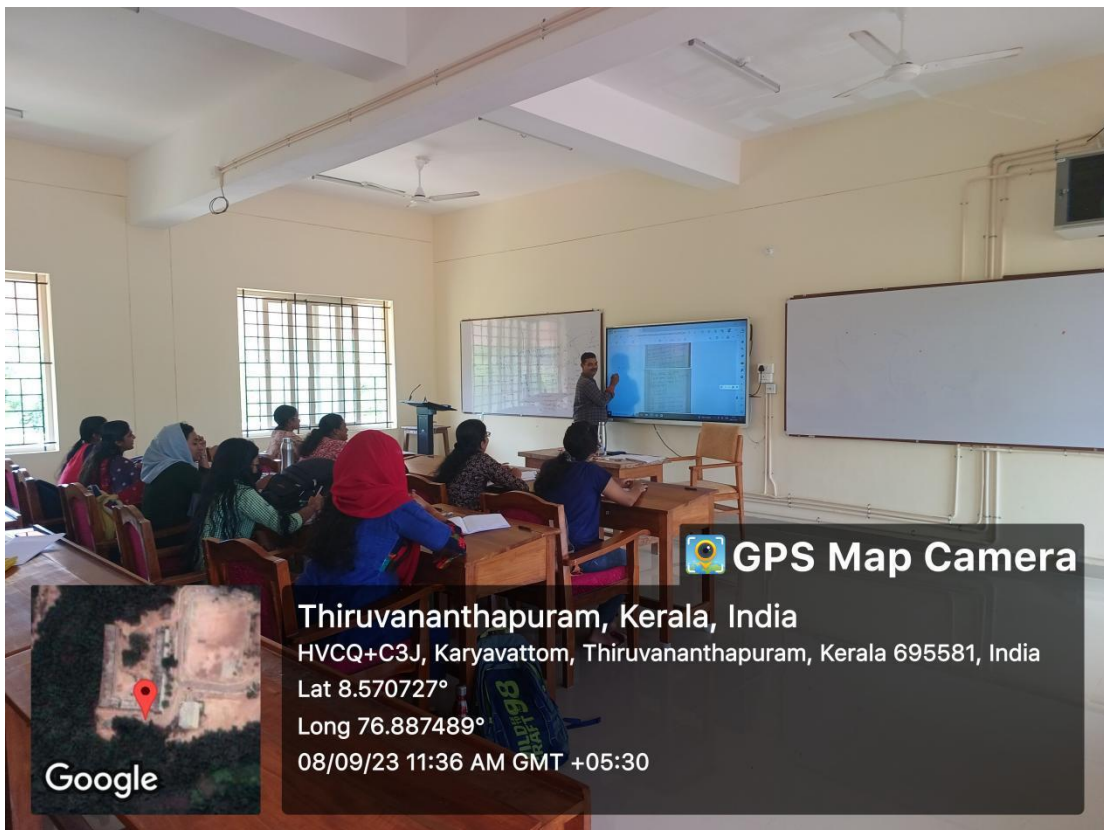 GPS Map Camera
Thiruvananthapuram, Kerala, India
HVCQ+C3J, Karyavattom, Thiruvananthapuram, Kerala 695581, India
Lat 8.570727°
Long 76.887489°
08/09/23 11:36 AM GMT +05:30
Google